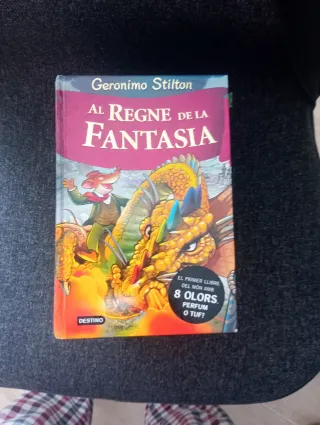 Geronimo Stilton
AL REGNE DE LA
FANTASIA
EL PRIMER LLIBRE
DEL MÓN AMB
8 OLORS.
PERFUM
O TUF?
DESTINO